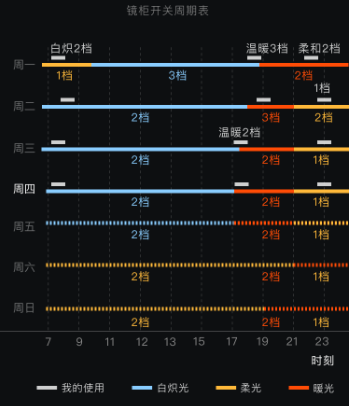 镜柜开关周期表
白炽2档 温暖3档 柔和2档
周一
1档 3档 2档
1档
周二
2档 3档 2档
温暖2档
周三
2档 2档 1档
周四
2档 2档 1档
周五
2档 2档 1档
周六
2档 2档 1档
周日
2档 2档 1档
7 9 11 12 13 15 17 19 21 23
时刻
我的使用 白炽光 柔光 暖光